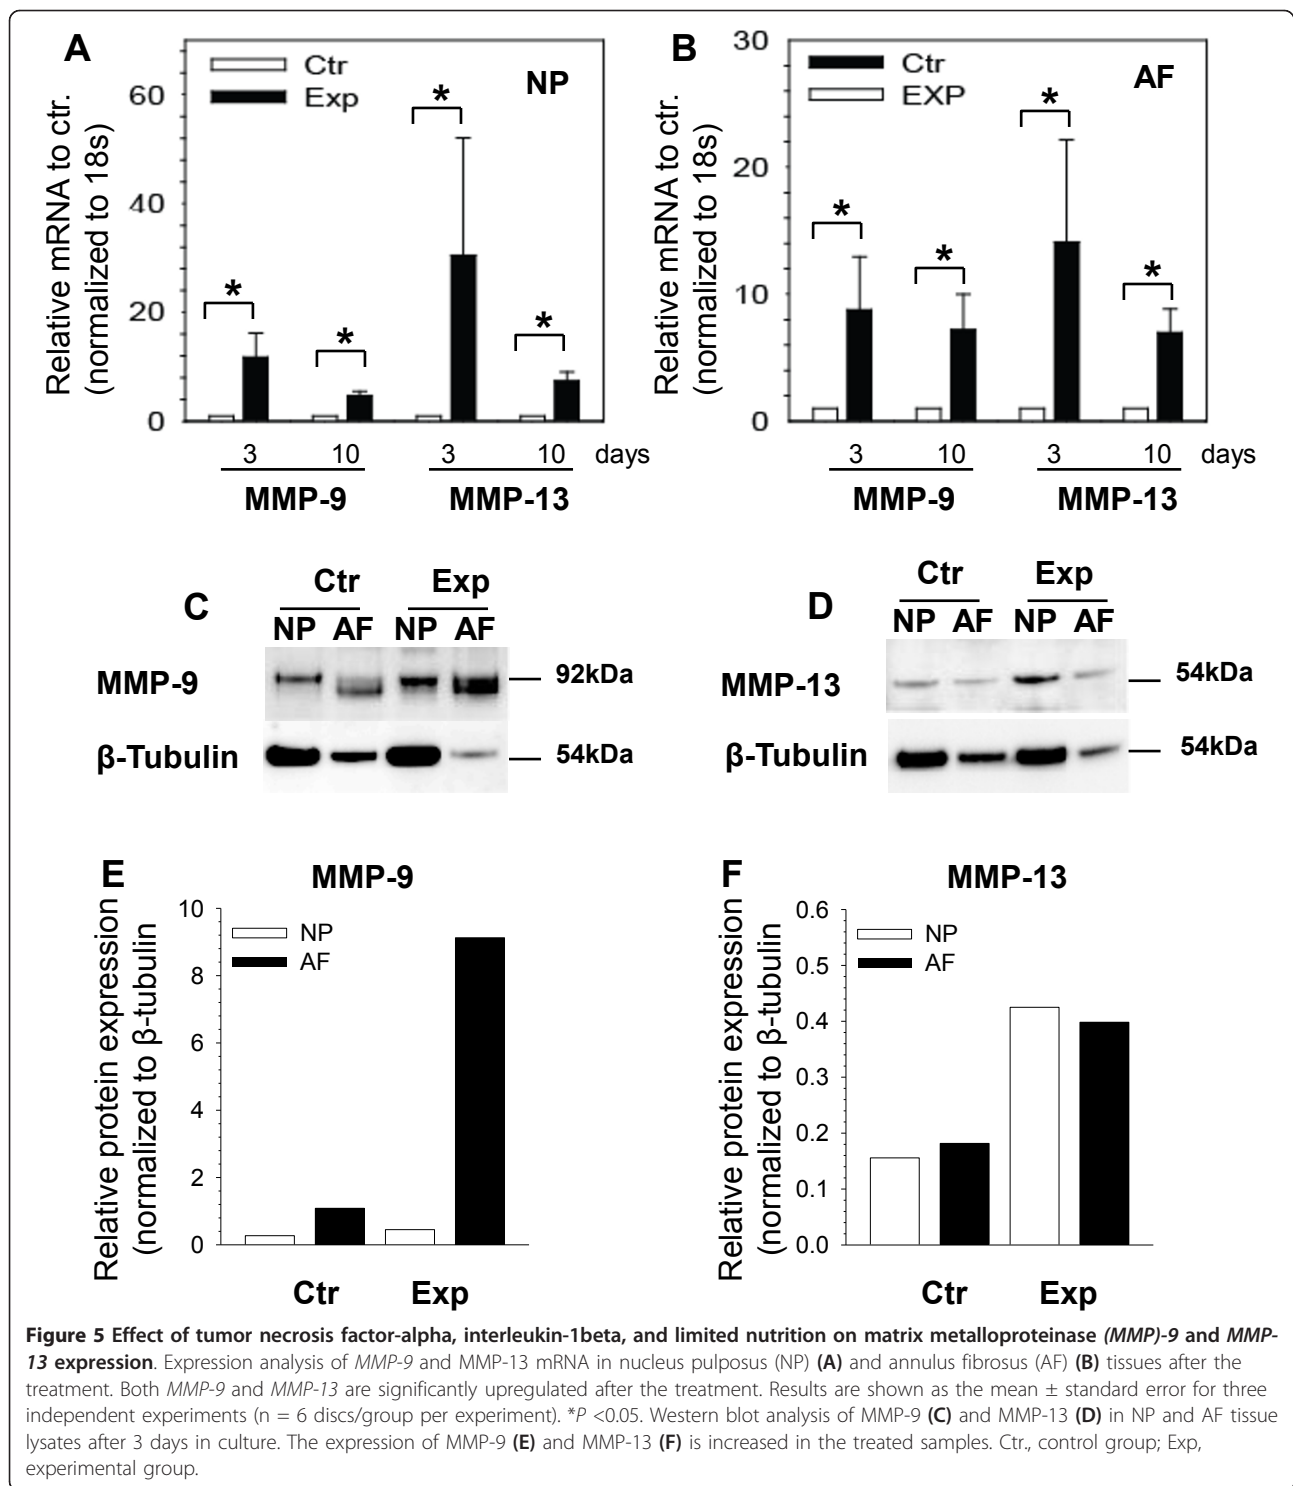 A
Ctr
Exp
NP
Relative mRNA to ctr.
(normalized to 18s)
60
40
20
0
*
*
*
*
3
10
3
10
days
MMP-9
MMP-13
B
Ctr
EXP
AF
Relative mRNA to ctr.
(normalized to 18s)
30
20
10
0
*
*
*
*
3
10
3
10
days
MMP-9
MMP-13
C
Ctr
Exp
NP AF NP AF
MMP-9
92kDa
β-Tubulin
54kDa
D
Ctr
Exp
NP AF NP AF
MMP-13
54kDa
β-Tubulin
54kDa
E
MMP-9
Relative protein expression
(normalized to β-tubulin
10
8
6
4
2
0
NP
AF
Ctr
Exp
F
MMP-13
Relative protein expression
(normalized to β-tubulin
0.6
0.5
0.4
0.3
0.2
0.1
0.0
NP
AF
Ctr
Exp
Figure 5 Effect of tumor necrosis factor-alpha, interleukin-1beta, and limited nutrition on matrix metalloproteinase (MMP)-9 and MMP-
13 expression. Expression analysis of MMP-9 and MMP-13 mRNA in nucleus pulposus (NP) (A) and annulus fibrosus (AF) (B) tissues after the
treatment. Both MMP-9 and MMP-13 are significantly upregulated after the treatment. Results are shown as the mean ± standard error for three
independent experiments (n = 6 discs/group per experiment). *P <0.05. Western blot analysis of MMP-9 (C) and MMP-13 (D) in NP and AF tissue
lysates after 3 days in culture. The expression of MMP-9 (E) and MMP-13 (F) is increased in the treated samples. Ctr., control group; Exp,
experimental group.